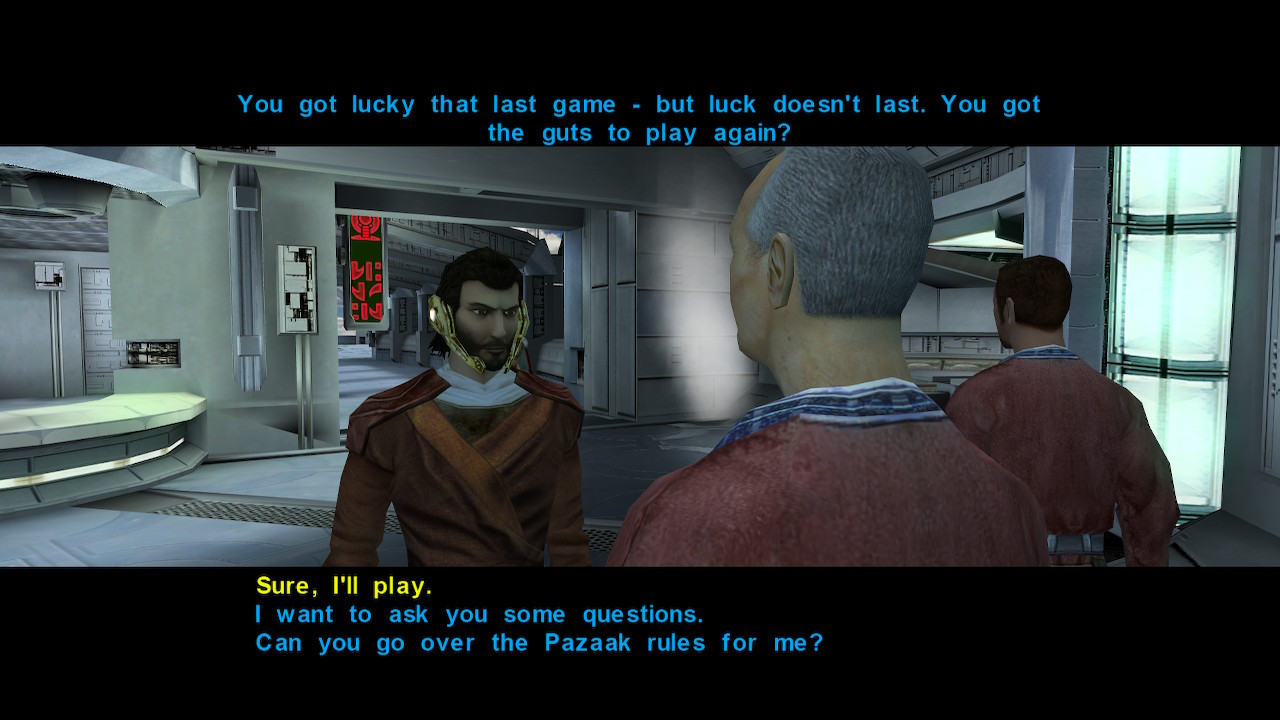 You got lucky that last game - but luck doesn't last. You got
the guts to play again?
Sure, I'll play.
I want to ask you some questions.
Can you go over the Pazaak rules for me?